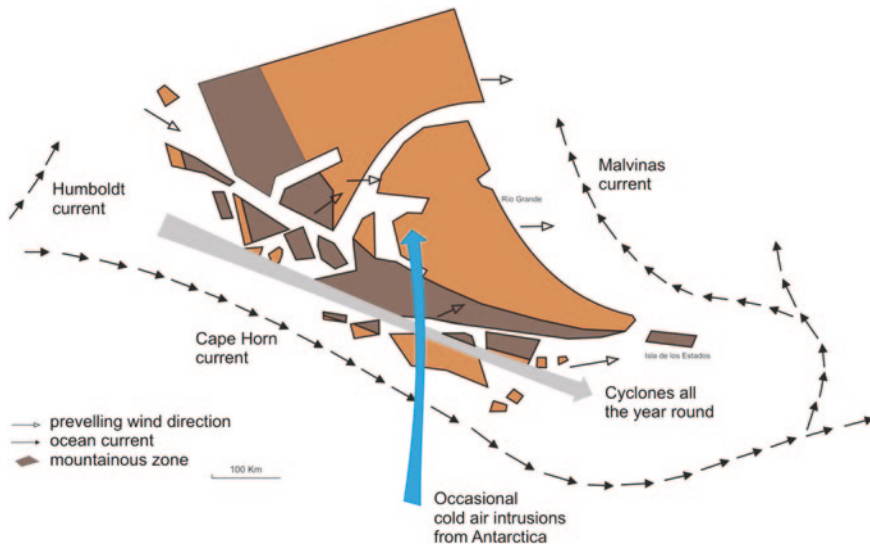 Humboldt
current
Malvinas
current
Rio Grande
Cape Horn
current
Isla de los Estados
Cyclones all
the year round
prevelling wind direction
ocean current
mountainous zone
100 Km
Occasional
cold air intrusions
from Antarctica